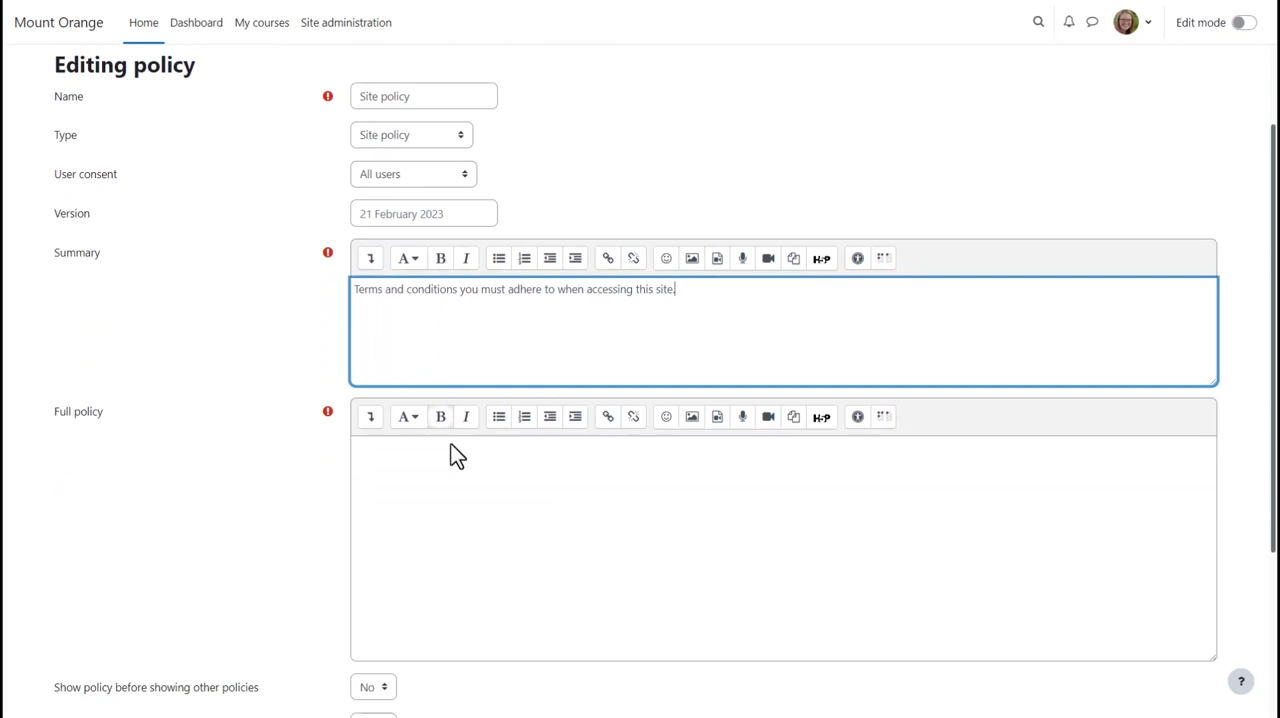 Mount Orange Home Dashboard My courses Site administration Edit mode
Editing policy
Name Site policy
Type Site policy
User consent All users
Version 21 February 2023
Summary
A B I H-P
Terms and conditions you must adhere to when accessing this site.
Full policy
A B I H-P
Show policy before showing other policies No
?